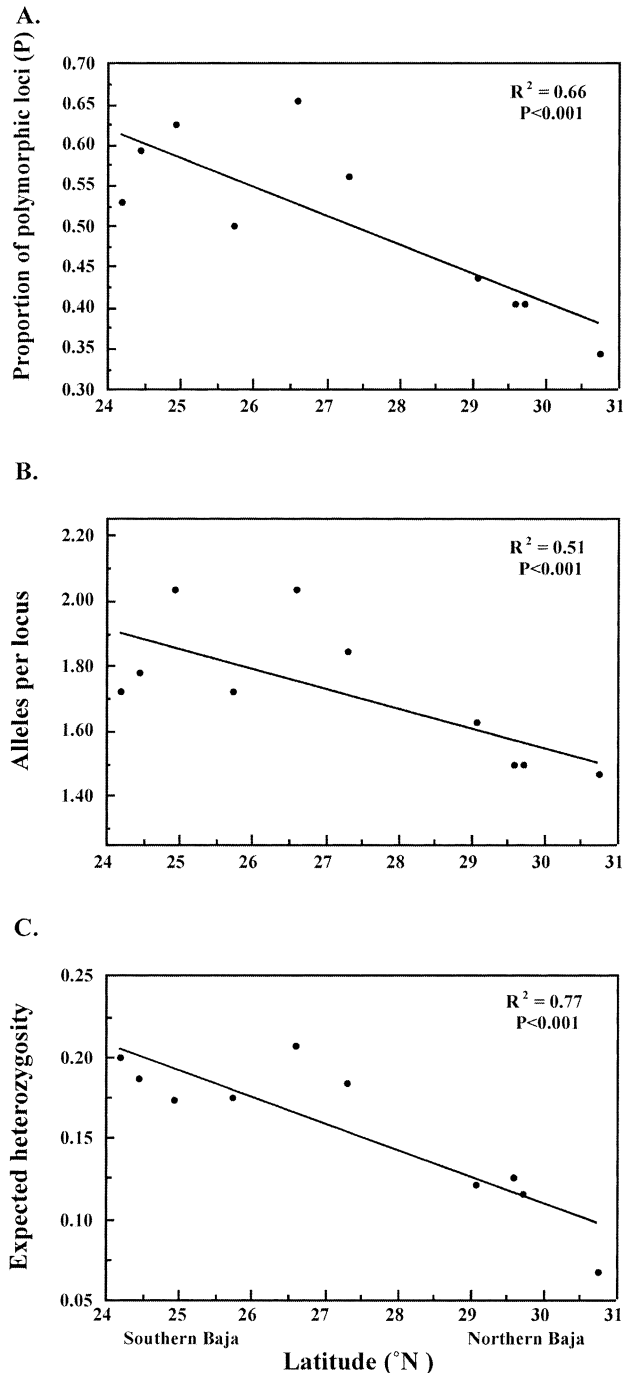 A.
Proportion of polymorphic loci (P)
0.70
0.65
0.60
0.55
0.50
0.45
0.40
0.35
0.30
R² = 0.66
P<0.001
24 25 26 27 28 29 30 31
B.
Alleles per locus
2.20
2.00
1.80
1.60
1.40
R² = 0.51
P<0.001
24 25 26 27 28 29 30 31
C.
Expected heterozygosity
0.25
0.20
0.15
0.10
0.05
R² = 0.77
P<0.001
24 25 26 27 28 29 30 31
Southern Baja Northern Baja
Latitude (°N )